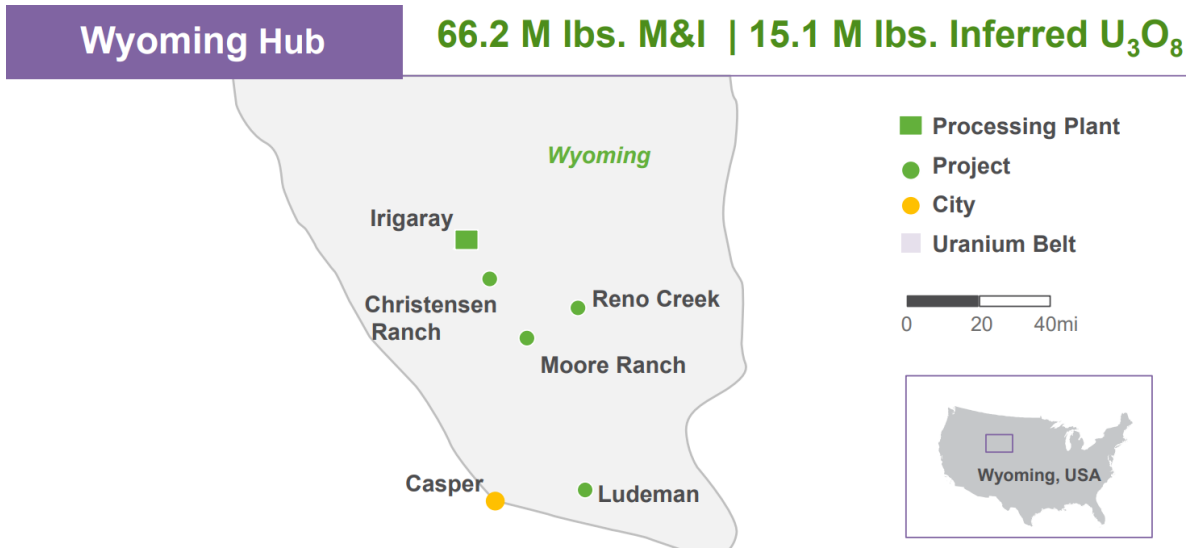 Wyoming Hub
66.2 M lbs. M&I | 15.1 M lbs. Inferred U₃O₈
Wyoming
Irigaray
Christensen
Ranch
Reno Creek
Moore Ranch
Casper
Ludeman
Processing Plant
Project
City
Uranium Belt
0 20 40mi
Wyoming, USA